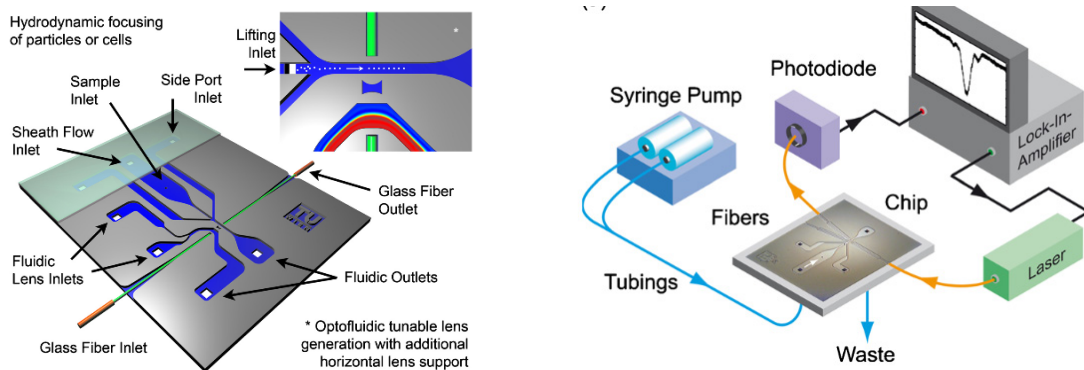 Hydrodynamic focusing
of particles or cells
Lifting
Inlet
Sample
Inlet
Side Port
Inlet
Sheath Flow
Inlet
Glass Fiber
Outlet
Fluidic
Lens Inlets
Fluidic Outlets
Glass Fiber Inlet
* Optofluidic tunable lens
generation with additional
horizontal lens support
Photodiode
Syringe Pump
Lock-In-
Amplifier
Fibers
Chip
Laser
Tubings
Waste